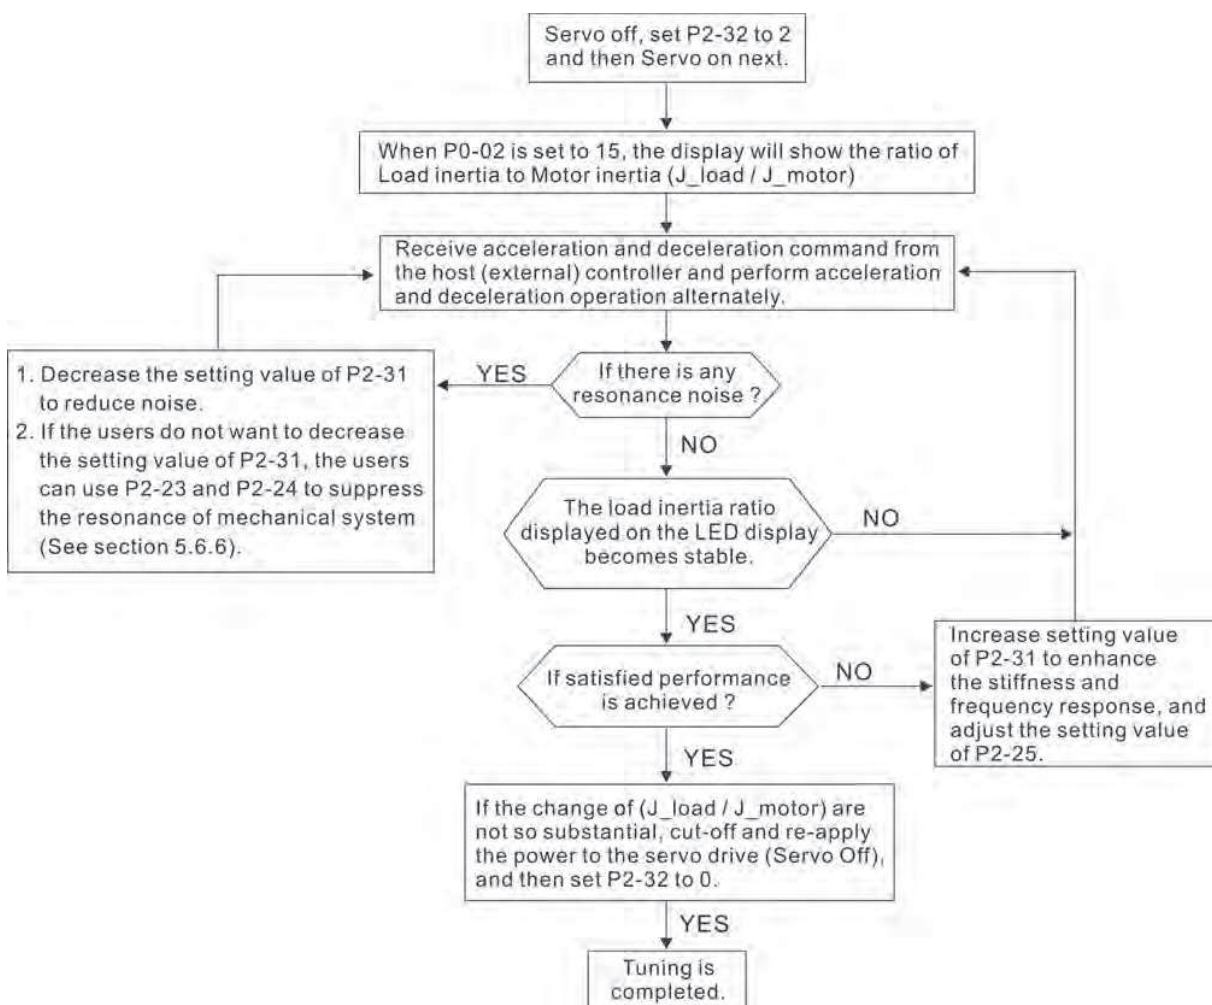 Servo off, set P2-32 to 2
and then Servo on next.
When P0-02 is set to 15, the display will show the ratio of
Load inertia to Motor inertia (J_load / J_motor)
Receive acceleration and deceleration command from
the host (external) controller and perform acceleration
and deceleration operation alternately.
If there is any
resonance noise ?
YES
1. Decrease the setting value of P2-31
to reduce noise.
2. If the users do not want to decrease
the setting value of P2-31, the users
can use P2-23 and P2-24 to suppress
the resonance of mechanical system
(See section 5.6.6).
NO
The load inertia ratio
displayed on the LED display
becomes stable.
NO
YES
If satisfied performance
is achieved ?
NO
Increase setting value
of P2-31 to enhance
the stiffness and
frequency response, and
adjust the setting value
of P2-25.
YES
If the change of (J_load / J_motor) are
not so substantial, cut-off and re-apply
the power to the servo drive (Servo Off),
and then set P2-32 to 0.
YES
Tuning is
completed.